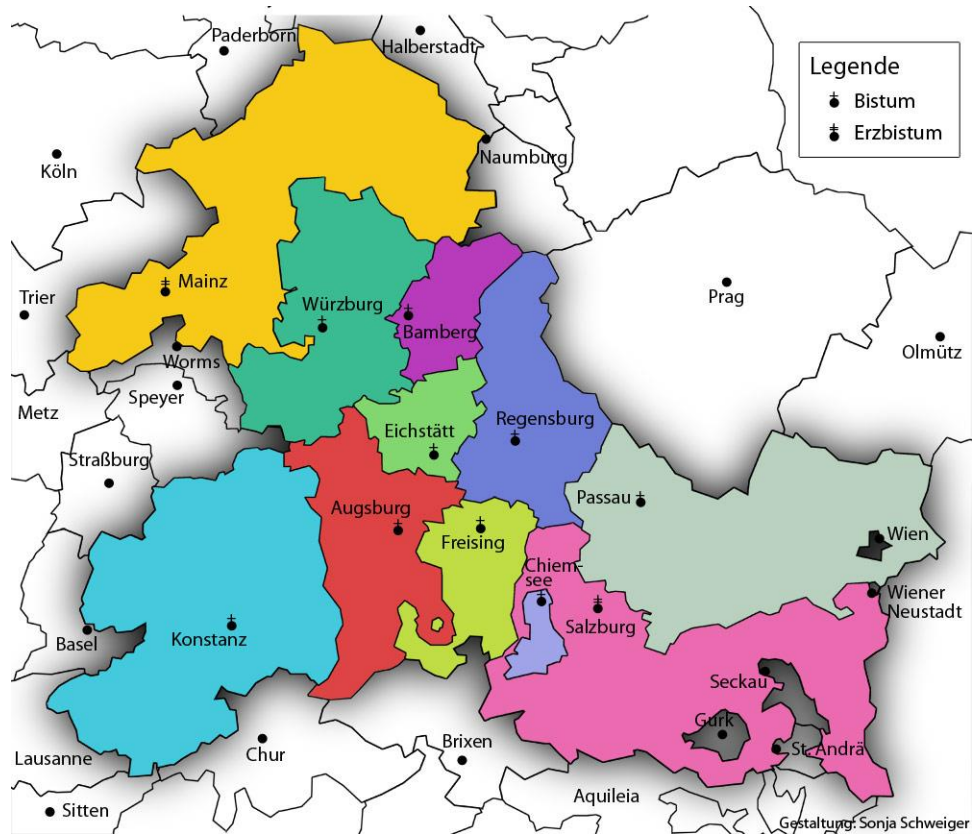 Paderborn
Halberstadt
Legende
Bistum
Erzbistum
Köln
Naumburg
Mainz
Trier
Würzburg
Bamberg
Prag
Olmütz
Worms
Speyer
Metz
Eichstätt
Regensburg
Straßburg
Augsburg
Passau
Freising
Wien
Chiem-
see
Wiener
Neustadt
Salzburg
Basel
Konstanz
Seckau
Gurk
St. Andrä
Lausanne
Chur
Brixen
Sitten
Aquileia
Gestaltung: Sonja Schweiger